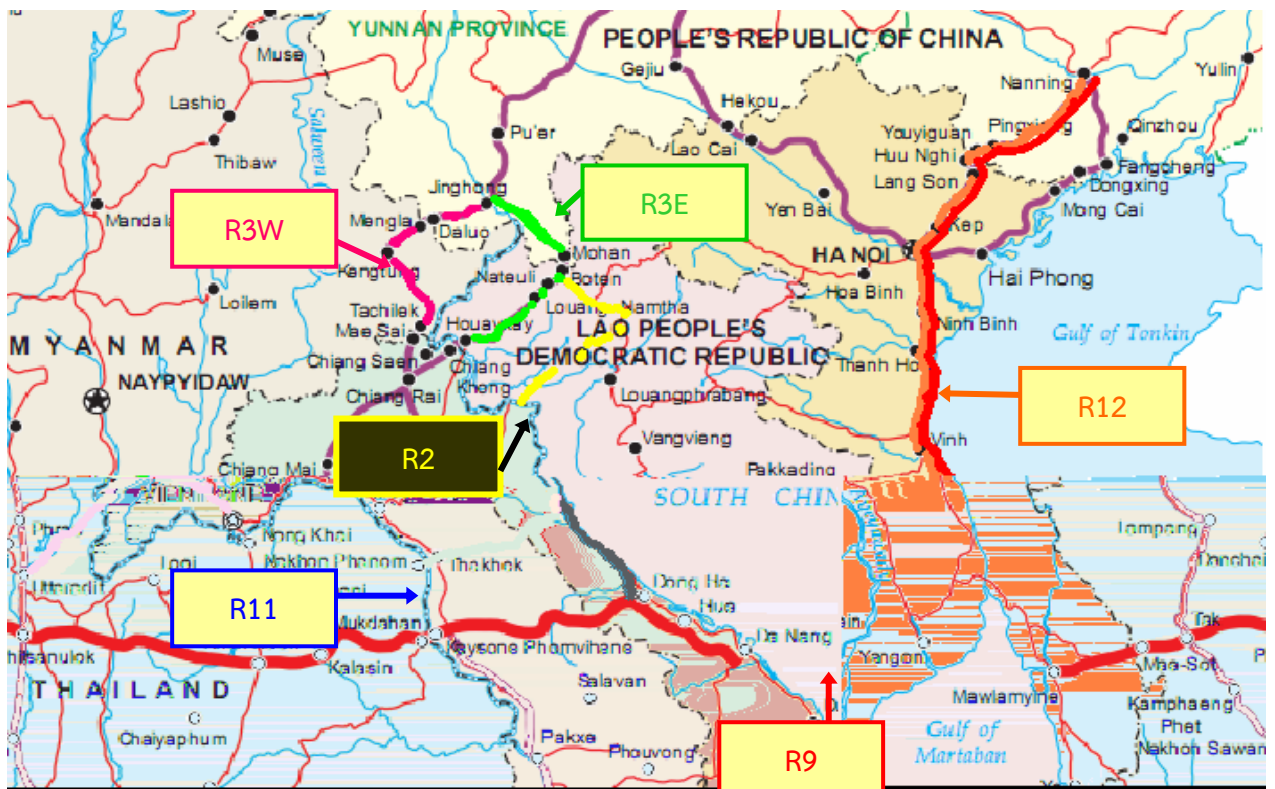 YUNNAN PROVINCE
PEOPLE'S REPUBLIC OF CHINA
Muse
Gejiu
Nanning
Yulin
Lashio
Hekou
Pu'er
Lao Cai
Youyiguan
Pingxiang
Qinzhou
Thibaw
Huu Nghi
Fangcheng
Lang Son
Dongxing
Jinghong
R3E
Mengla
Daluo
Yen Bai
Mong Cai
R3W
Kep
Mohan
HA NOI
Kengtung
Nateuli
Boten
Hai Phong
Hoa Binh
Loilem
Louang Namtha
Tachilek
Mae Sai
Houayxay
LAO PEOPLE'S
DEMOCRATIC REPUBLIC
Ninh Binh
Gulf of Tonkin
MYANMAR
Chiang Saen
Chiang Khong
Thanh Ho
NAYPYIDAW
Chiang Rai
Louangphrabang
R12
R2
Vangviang
Vinh
Chiang Mai
Pakkading
SOUTH CHIN
Nong Khai
Lampang
Nakhon Phanom
Thakhek
Uttaradit
Dong Ha
R11
Hue
Mukdahan
Kaysone Phomvihane
Da Nang
Tak
Kalasin
Yangon
Mae Sot
THAILAND
Salavan
Mawlamyine
Kamphaeng
Phet
Chaiyaphum
Pakxe
Phouvong
R9
Gulf of
Martaban
Nakhon Sawan